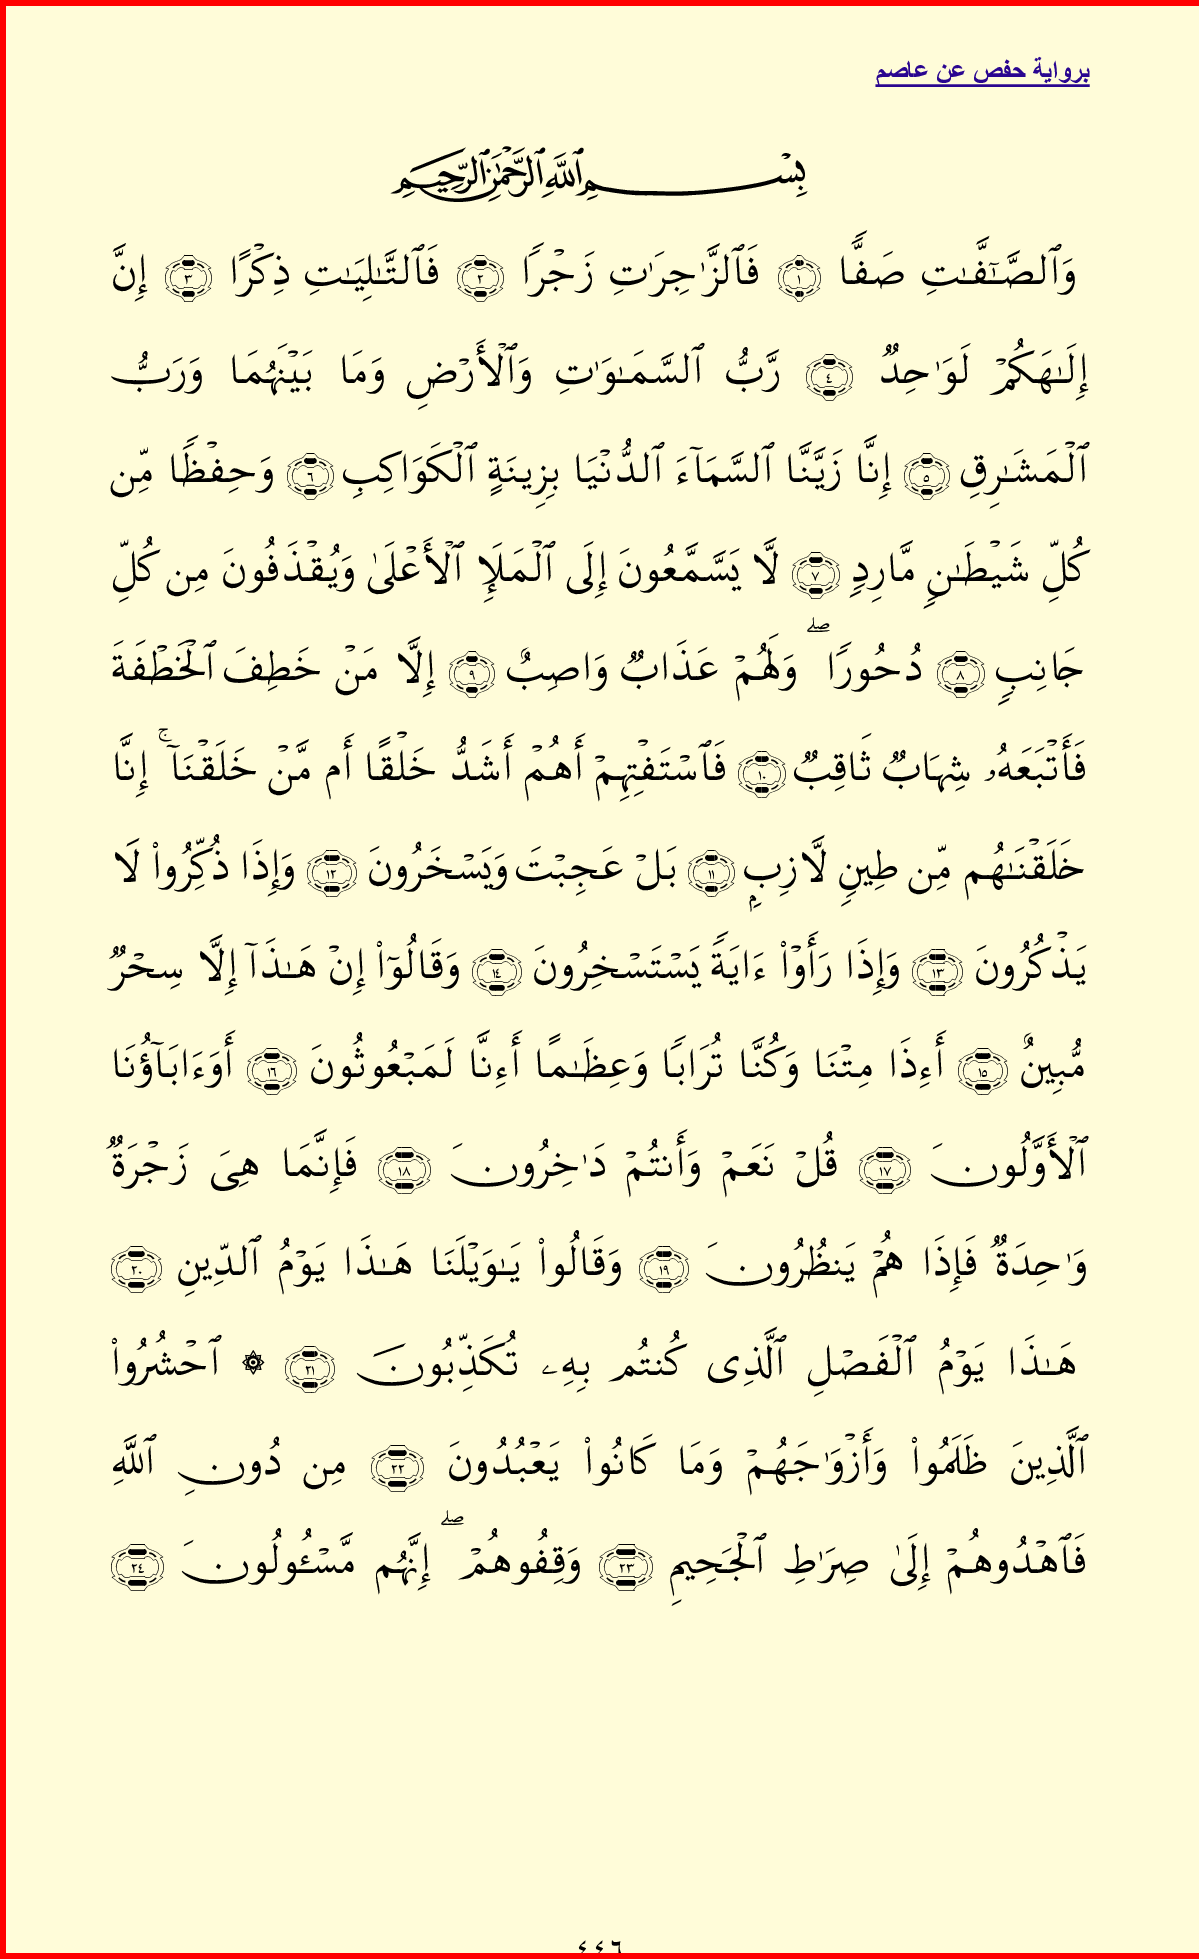 برواية حفص عن عاصم
بِسْمِ ٱللَّهِ ٱلرَّحْمَـٰنِ ٱلرَّحِيمِ
وَٱلصَّـٰٓفَّـٰتِ صَفًّا ١ فَٱلزَّٰجِرَٰتِ زَجْرًا ٢ فَٱلتَّـٰلِيَـٰتِ ذِكْرًا ٣ إِنَّ
إِلَـٰهَكُمْ لَوَٰحِدٌ ٤ رَّبُّ ٱلسَّمَـٰوَٰتِ وَٱلْأَرْضِ وَمَا بَيْنَهُمَا وَرَبُّ
ٱلْمَشَـٰرِقِ ٥ إِنَّا زَيَّنَّا ٱلسَّمَآءَ ٱلدُّنْيَا بِزِينَةٍ ٱلْكَوَاكِبِ ٦ وَحِفْظًا مِّن
كُلِّ شَيْطَـٰنٍ مَّارِدٍ ٧ لَّا يَسَّمَّعُونَ إِلَى ٱلْمَلَإِ ٱلْأَعْلَىٰ وَيُقْذَفُونَ مِن كُلِّ
جَانِبٍ ٨ دُحُورًا ۖ وَلَهُمْ عَذَابٌ وَاصِبٌ ٩ إِلَّا مَنْ خَطِفَ ٱلْخَطْفَةَ
فَأَتْبَعَهُۥ شِهَابٌ ثَاقِبٌ ١٠ فَٱسْتَفْتِهِمْ أَهُمْ أَشَدُّ خَلْقًا أَم مَّنْ خَلَقْنَآ ۚ إِنَّا
خَلَقْنَـٰهُم مِّن طِينٍ لَّازِبٍۭ ١١ بَلْ عَجِبْتَ وَيَسْخَرُونَ ١٢ وَإِذَا ذُكِّرُوا۟ لَا
يَذْكُرُونَ ١٣ وَإِذَا رَأَوْا۟ ءَايَةً يَسْتَسْخِرُونَ ١٤ وَقَالُوٓا۟ إِنْ هَـٰذَآ إِلَّا سِحْرٌ
مُّبِينٌ ١٥ أَءِذَا مِتْنَا وَكُنَّا تُرَابًا وَعِظَـٰمًا أَءِنَّا لَمَبْعُوثُونَ ١٦ أَوَءَابَآؤُنَا
ٱلْأَوَّلُونَ ١٧ قُلْ نَعَمْ وَأَنتُمْ دَٰخِرُونَ ١٨ فَإِنَّمَا هِىَ زَجْرَةٌ
وَٰحِدَةٌ فَإِذَا هُمْ يَنظُرُونَ ١٩ وَقَالُوا۟ يَـٰوَيْلَنَا هَـٰذَا يَوْمُ ٱلدِّينِ ٢٠
هَـٰذَا يَوْمُ ٱلْفَصْلِ ٱلَّذِى كُنتُم بِهِۦ تُكَذِّبُونَ ٢١ ۞ ٱحْشُرُوا۟
ٱلَّذِينَ ظَلَمُوا۟ وَأَزْوَٰجَهُمْ وَمَا كَانُوا۟ يَعْبُدُونَ ٢٢ مِن دُونِ ٱللَّهِ
فَٱهْدُوهُمْ إِلَىٰ صِرَٰطِ ٱلْجَحِيمِ ٢٣ وَقِفُوهُمْ ۖ إِنَّهُم مَّسْـُٔولُونَ ٢٤
٤٤٦